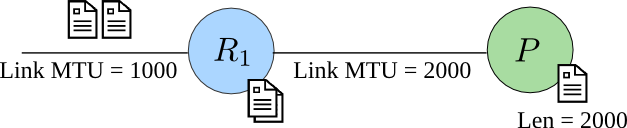 R₁
P
Link MTU = 1000
Link MTU = 2000
Len = 2000